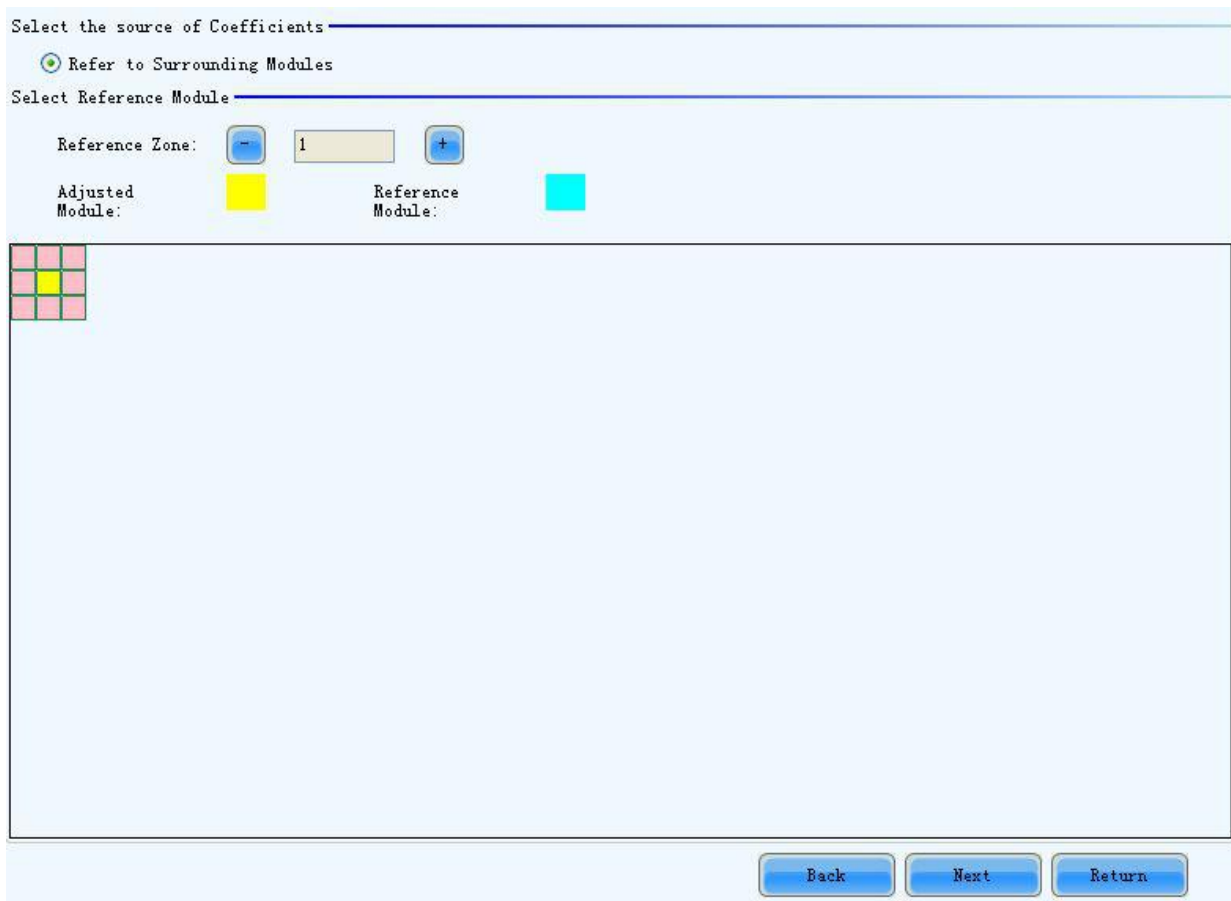 Select the source of Coefficients
Refer to Surrounding Modules
Select Reference Module
Reference Zone: - 1 +
Adjusted Module:
Reference Module:
Back Next Return